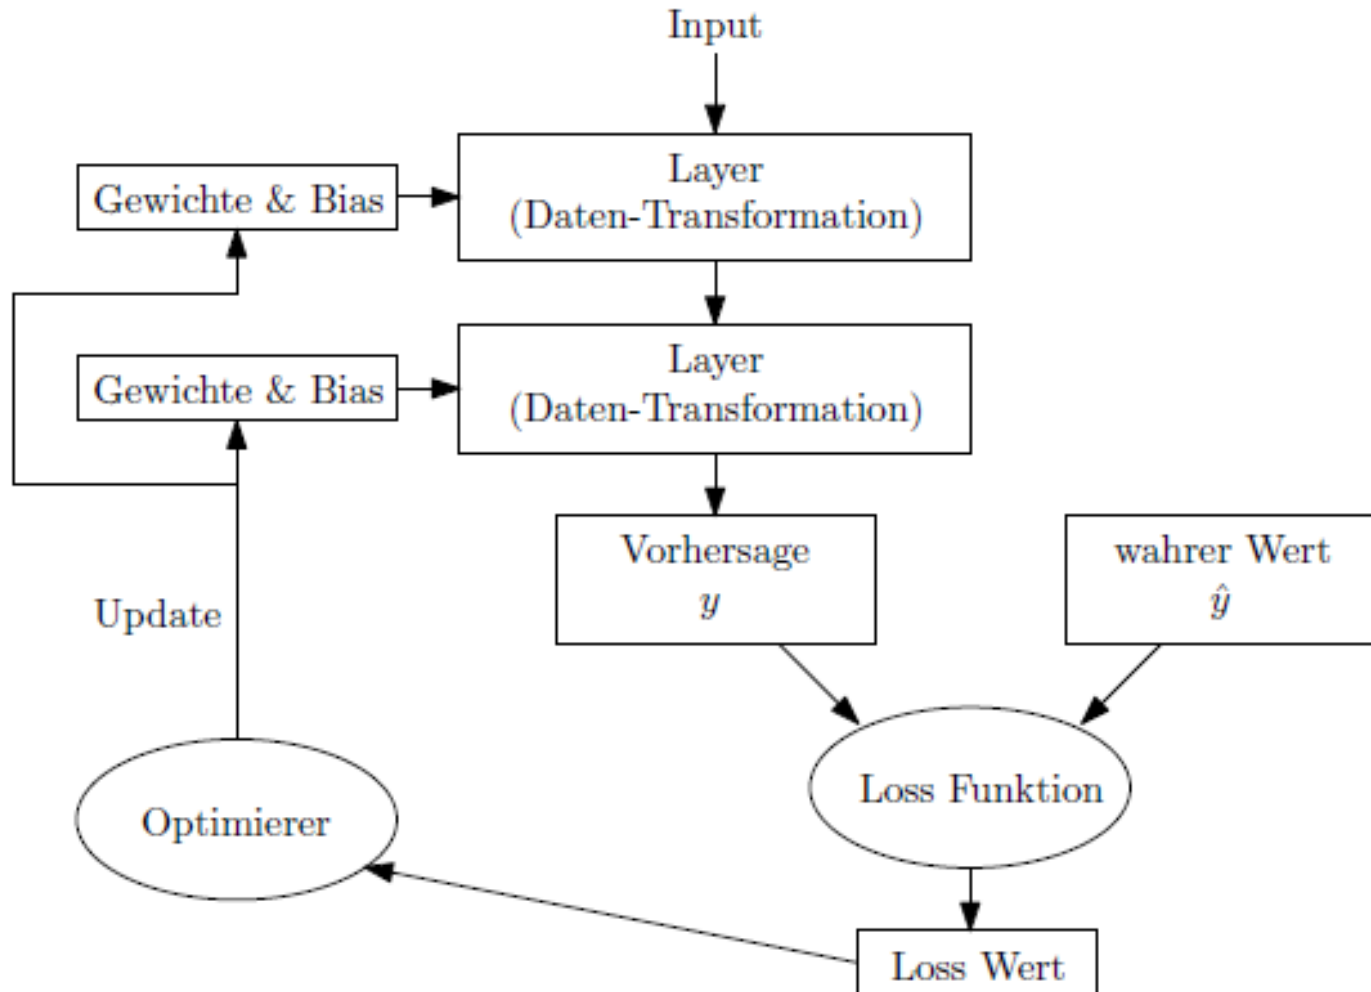 Input
Layer
(Daten-Transformation)
Gewichte & Bias
Layer
(Daten-Transformation)
Gewichte & Bias
Vorhersage
y
wahrer Wert
ŷ
Update
Loss Funktion
Optimierer
Loss Wert